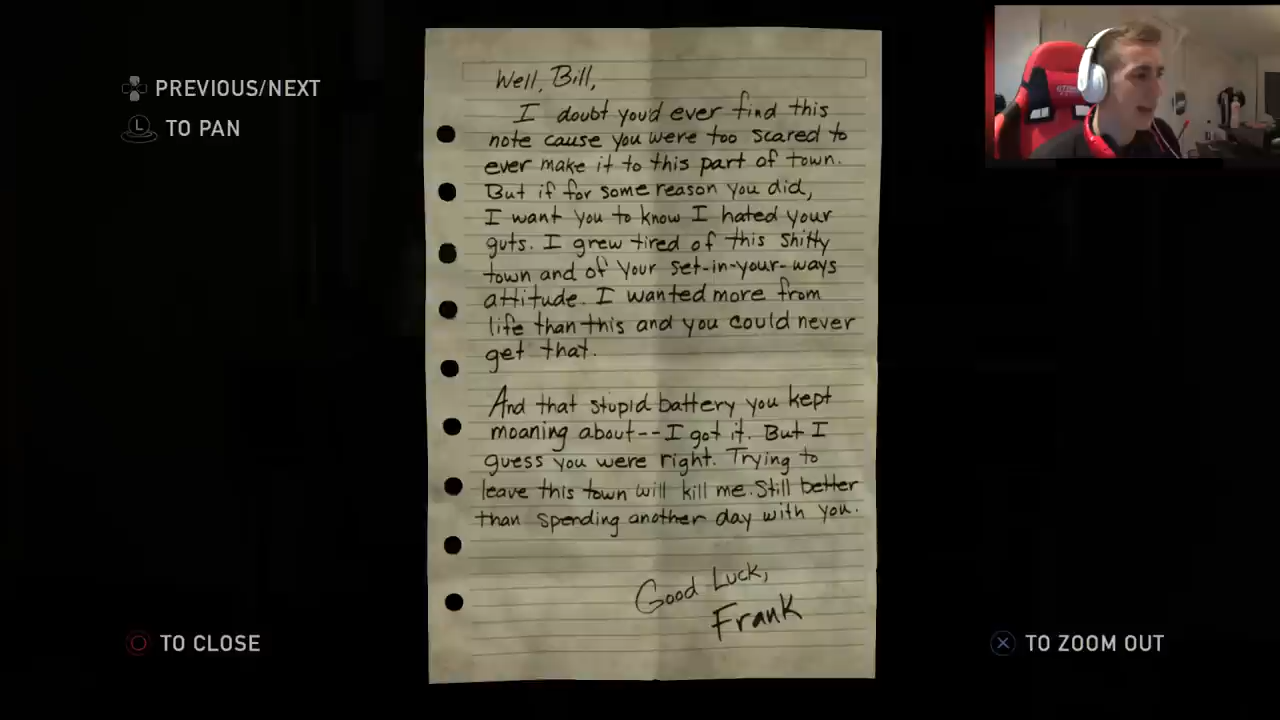 PREVIOUS/NEXT
L TO PAN
Well, Bill,
I doubt you'd ever find this
note cause you were too scared to
ever make it to this part of town.
But if for some reason you did,
I want you to know I hated your
guts. I grew tired of this shitty
town and of your set-in-your-ways
attitude. I wanted more from
life than this and you could never
get that.
And that stupid battery you kept
moaning about--I got it. But I
guess you were right. Trying to
leave this town will kill me. Still better
than spending another day with you.
Good Luck,
Frank
TO CLOSE
TO ZOOM OUT